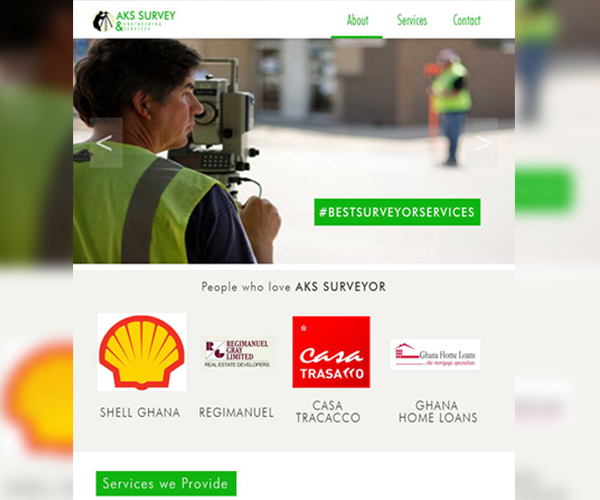 AKS SURVEY
& ENGINEERING
SERVICES
About Services Contact
< >
#BESTSURVEYORSERVICES
People who love AKS SURVEYOR
RG REGIMANUEL
GRAY
LIMITED
REAL ESTATE DEVELOPERS
casa
TRASACCO
Ghana Home Loans
...the mortgage specialists
SHELL GHANA
REGIMANUEL
CASA
TRACACCO
GHANA
HOME LOANS
Services we Provide